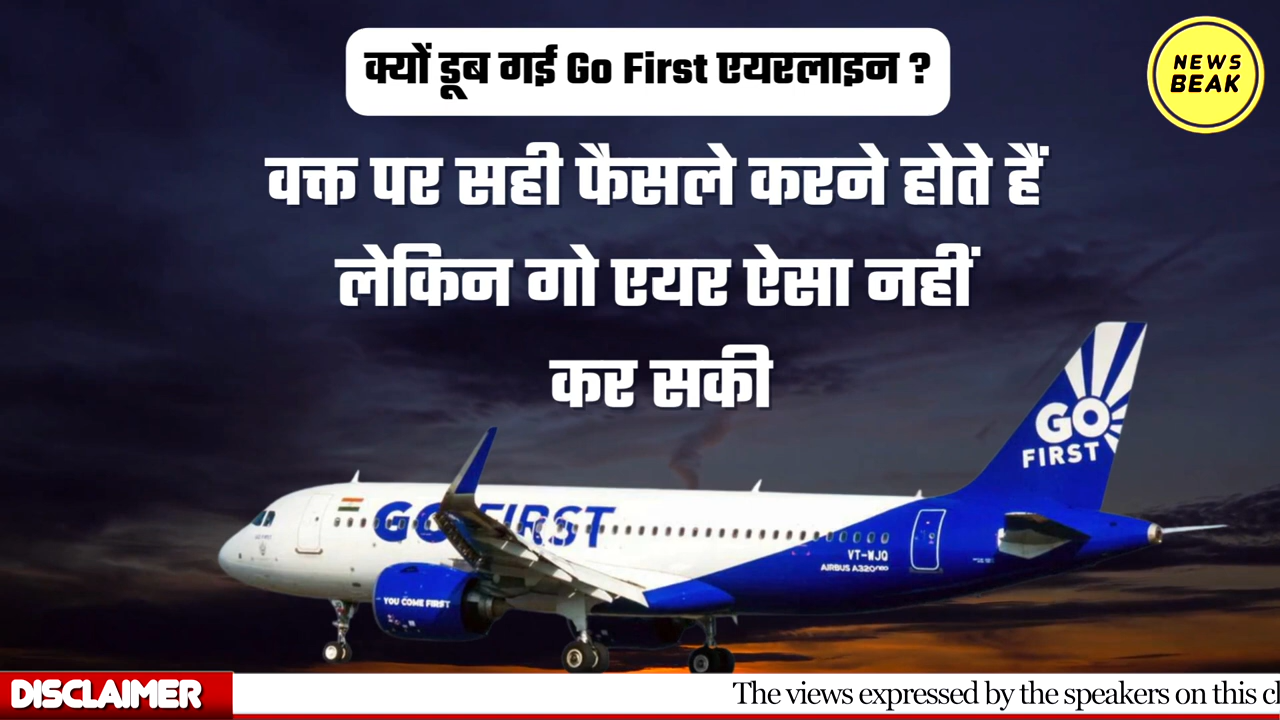 क्यों डूब गई Go First एयरलाइन ?
NEWS
BEAK
वक्त पर सही फैसले करने होते हैं
लेकिन गो एयर ऐसा नहीं
कर सकी
GO
FIRST
GO FIRST
VT-WJQ
AIRBUS A320neo
YOU COME FIRST
DISCLAIMER
The views expressed by the speakers on this